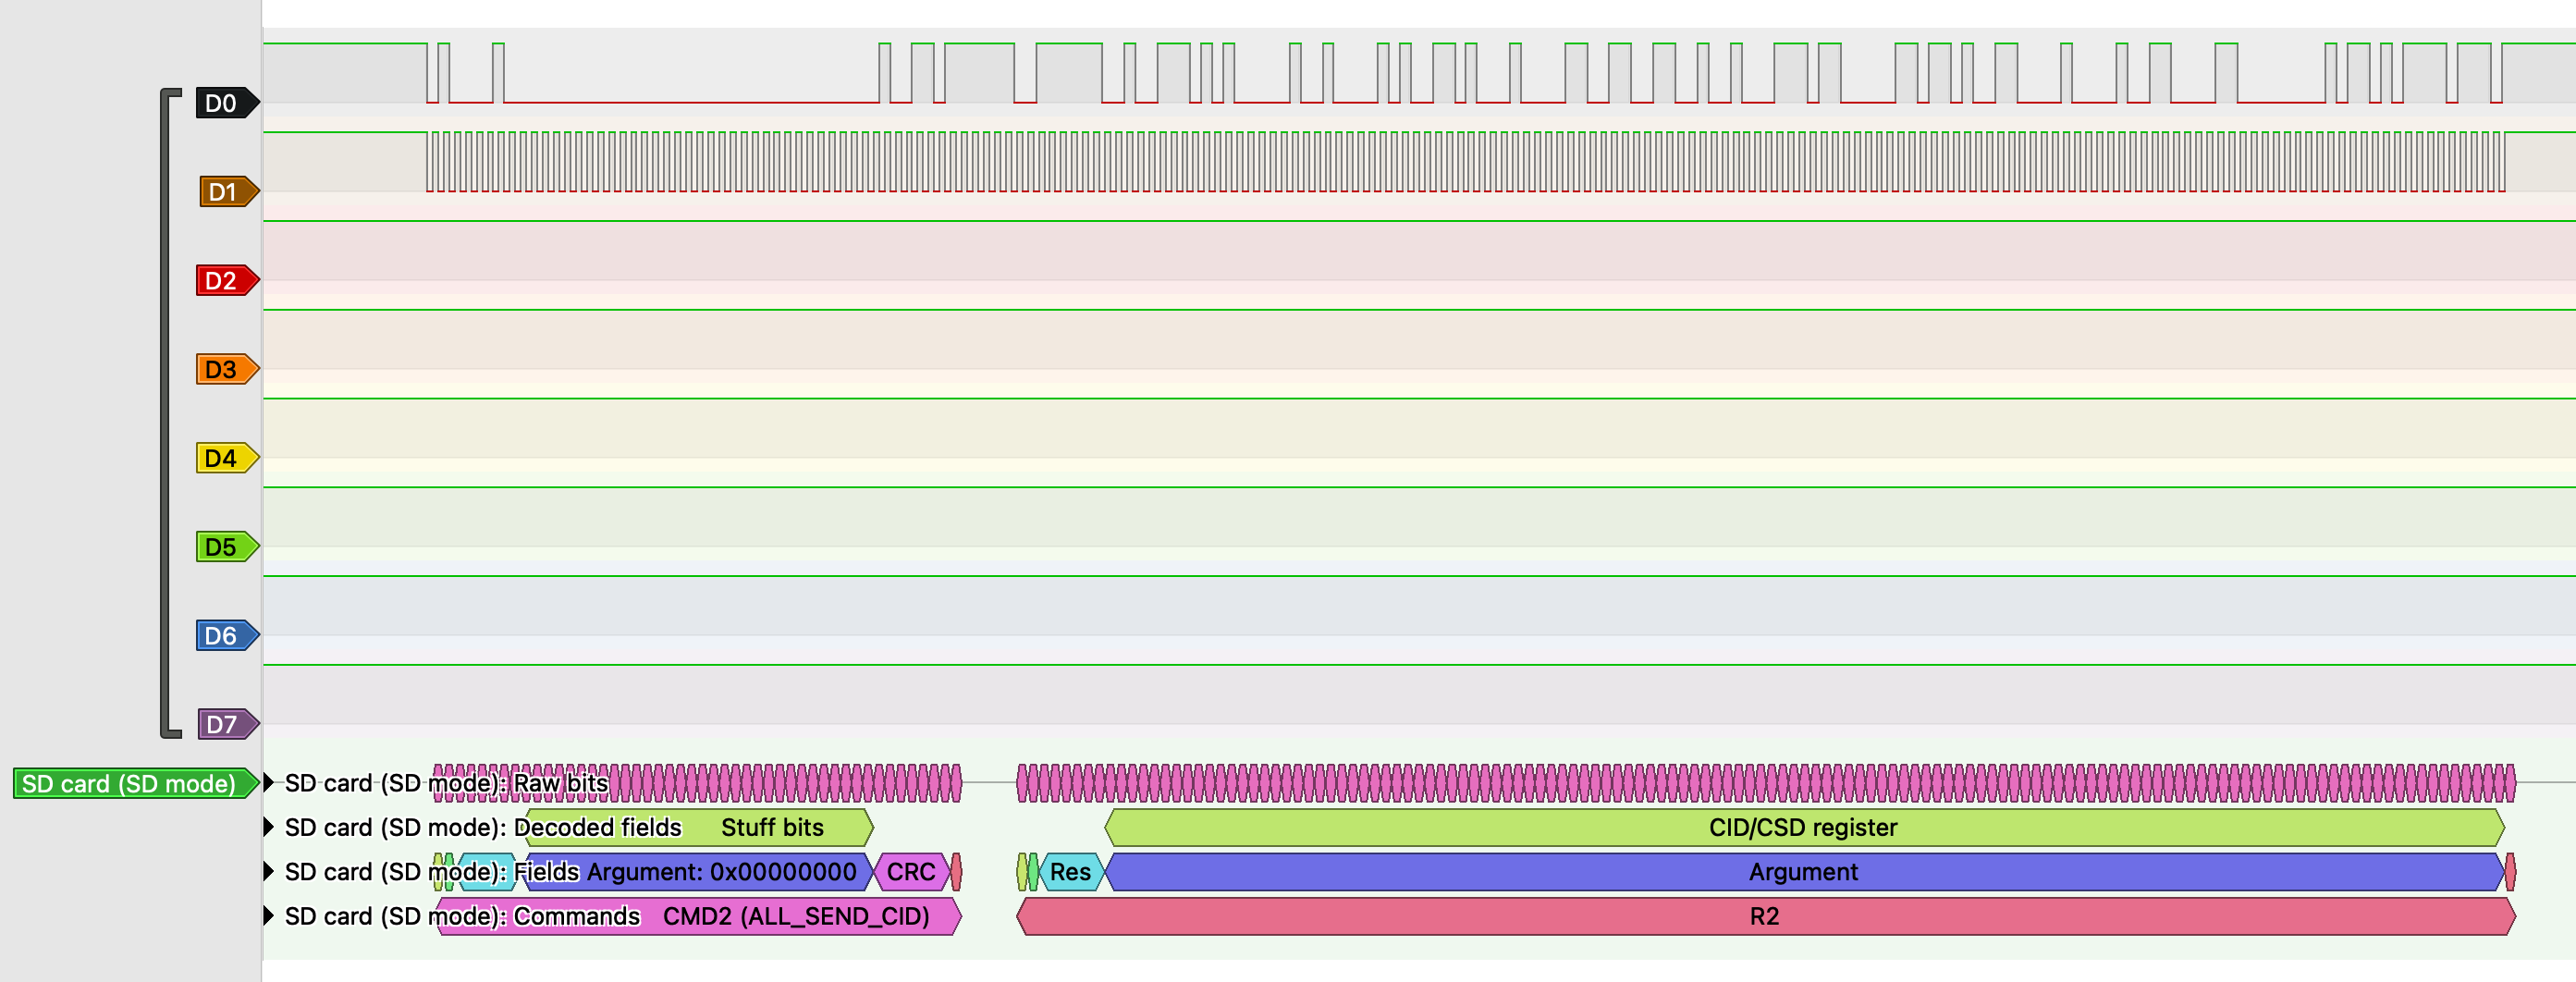 D0
D1
D2
D3
D4
D5
D6
D7
SD card (SD mode)
SD card (SD mode): Raw bits
SD card (SD mode): Decoded fields Stuff bits CID/CSD register
SD card (SD mode): Fields Argument: 0x00000000 CRC Res Argument
SD card (SD mode): Commands CMD2 (ALL_SEND_CID) R2